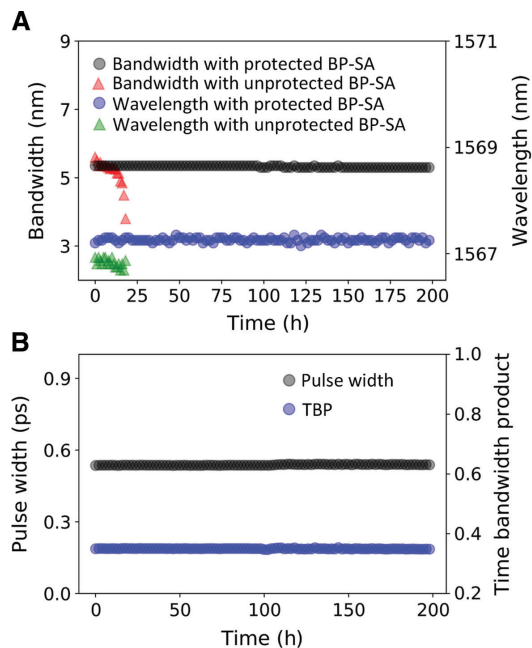 A
9
7
5
3
Bandwidth (nm)
Bandwidth with protected BP-SA
Bandwidth with unprotected BP-SA
Wavelength with protected BP-SA
Wavelength with unprotected BP-SA
1571
1569
1567
Wavelength (nm)
0 25 50 75 100 125 150 175 200
Time (h)
B
0.9
0.6
0.3
0.0
Pulse width (ps)
Pulse width
TBP
1.0
0.8
0.6
0.4
0.2
Time bandwidth product
0 50 100 150 200
Time (h)